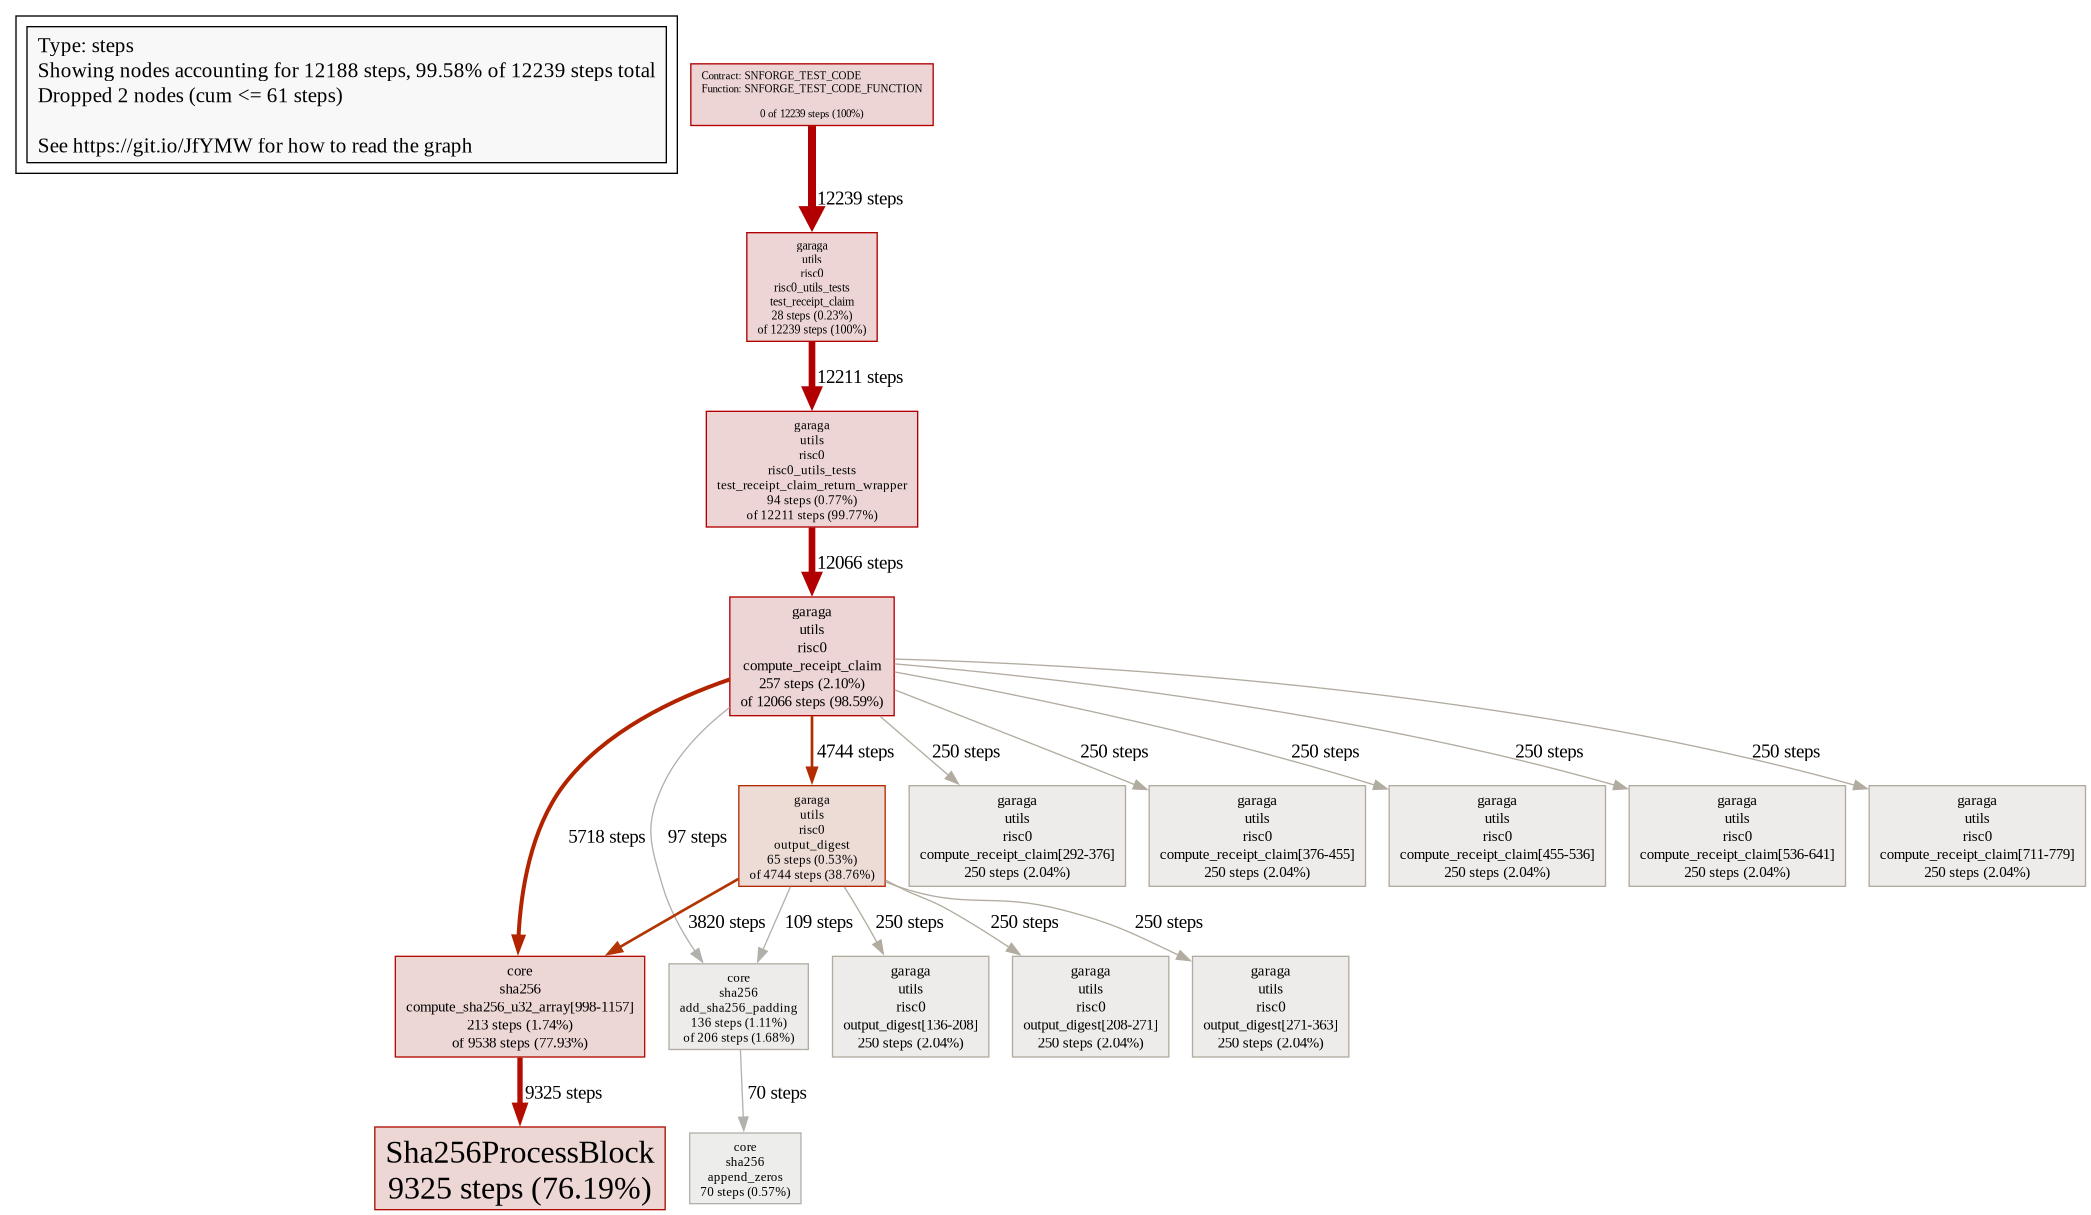 Type: steps
Showing nodes accounting for 12188 steps, 99.58% of 12239 steps total
Dropped 2 nodes (cum <= 61 steps)
See https://git.io/JfYMW for how to read the graph
Contract: SNFORGE_TEST_CODE
Function: SNFORGE_TEST_CODE_FUNCTION
0 of 12239 steps (100%)
12239 steps
garaga
utils
risc0
risc0_utils_tests
test_receipt_claim
28 steps (0.23%)
of 12239 steps (100%)
12211 steps
garaga
utils
risc0
risc0_utils_tests
test_receipt_claim_return_wrapper
94 steps (0.77%)
of 12211 steps (99.77%)
12066 steps
garaga
utils
risc0
compute_receipt_claim
257 steps (2.10%)
of 12066 steps (98.59%)
5718 steps
97 steps
4744 steps
250 steps
250 steps
250 steps
250 steps
250 steps
garaga
utils
risc0
output_digest
65 steps (0.53%)
of 4744 steps (38.76%)
garaga
utils
risc0
compute_receipt_claim[292-376]
250 steps (2.04%)
garaga
utils
risc0
compute_receipt_claim[376-455]
250 steps (2.04%)
garaga
utils
risc0
compute_receipt_claim[455-536]
250 steps (2.04%)
garaga
utils
risc0
compute_receipt_claim[536-641]
250 steps (2.04%)
garaga
utils
risc0
compute_receipt_claim[711-779]
250 steps (2.04%)
3820 steps
109 steps
250 steps
250 steps
250 steps
core
sha256
compute_sha256_u32_array[998-1157]
213 steps (1.74%)
of 9538 steps (77.93%)
core
sha256
add_sha256_padding
136 steps (1.11%)
of 206 steps (1.68%)
garaga
utils
risc0
output_digest[136-208]
250 steps (2.04%)
garaga
utils
risc0
output_digest[208-271]
250 steps (2.04%)
garaga
utils
risc0
output_digest[271-363]
250 steps (2.04%)
9325 steps
70 steps
Sha256ProcessBlock
9325 steps (76.19%)
core
sha256
append_zeros
70 steps (0.57%)